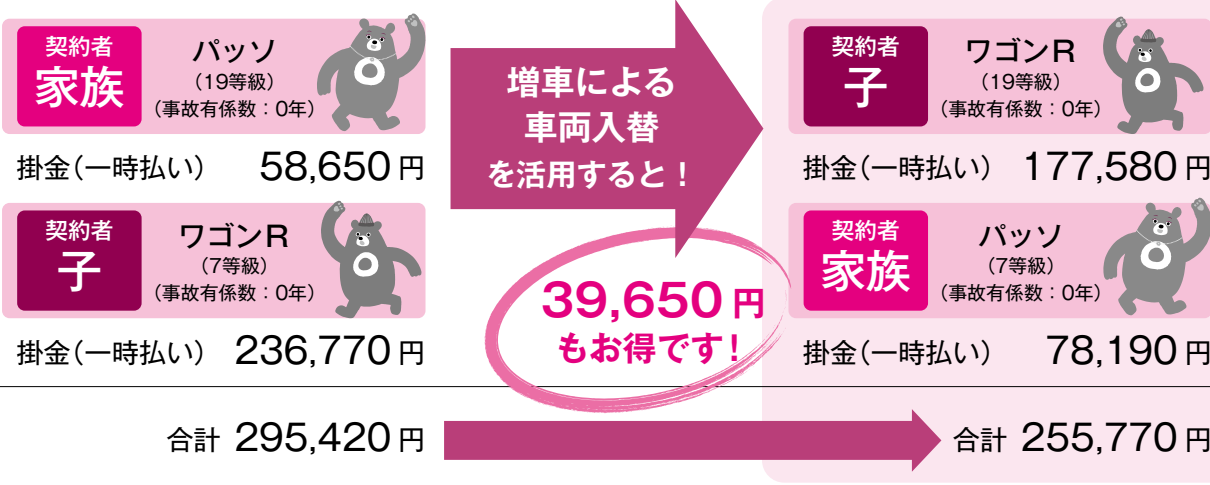 契約者
家族
パッソ
（19等級）
（事故有係数：0年）
掛金（一時払い） 58,650円
契約者
子
ワゴンR
（7等級）
（事故有係数：0年）
掛金（一時払い） 236,770円
合計 295,420円
増車による
車両入替
を活用すると！
39,650円
もお得です！
契約者
子
ワゴンR
（19等級）
（事故有係数：0年）
掛金（一時払い） 177,580円
契約者
家族
パッソ
（7等級）
（事故有係数：0年）
掛金（一時払い） 78,190円
合計 255,770円